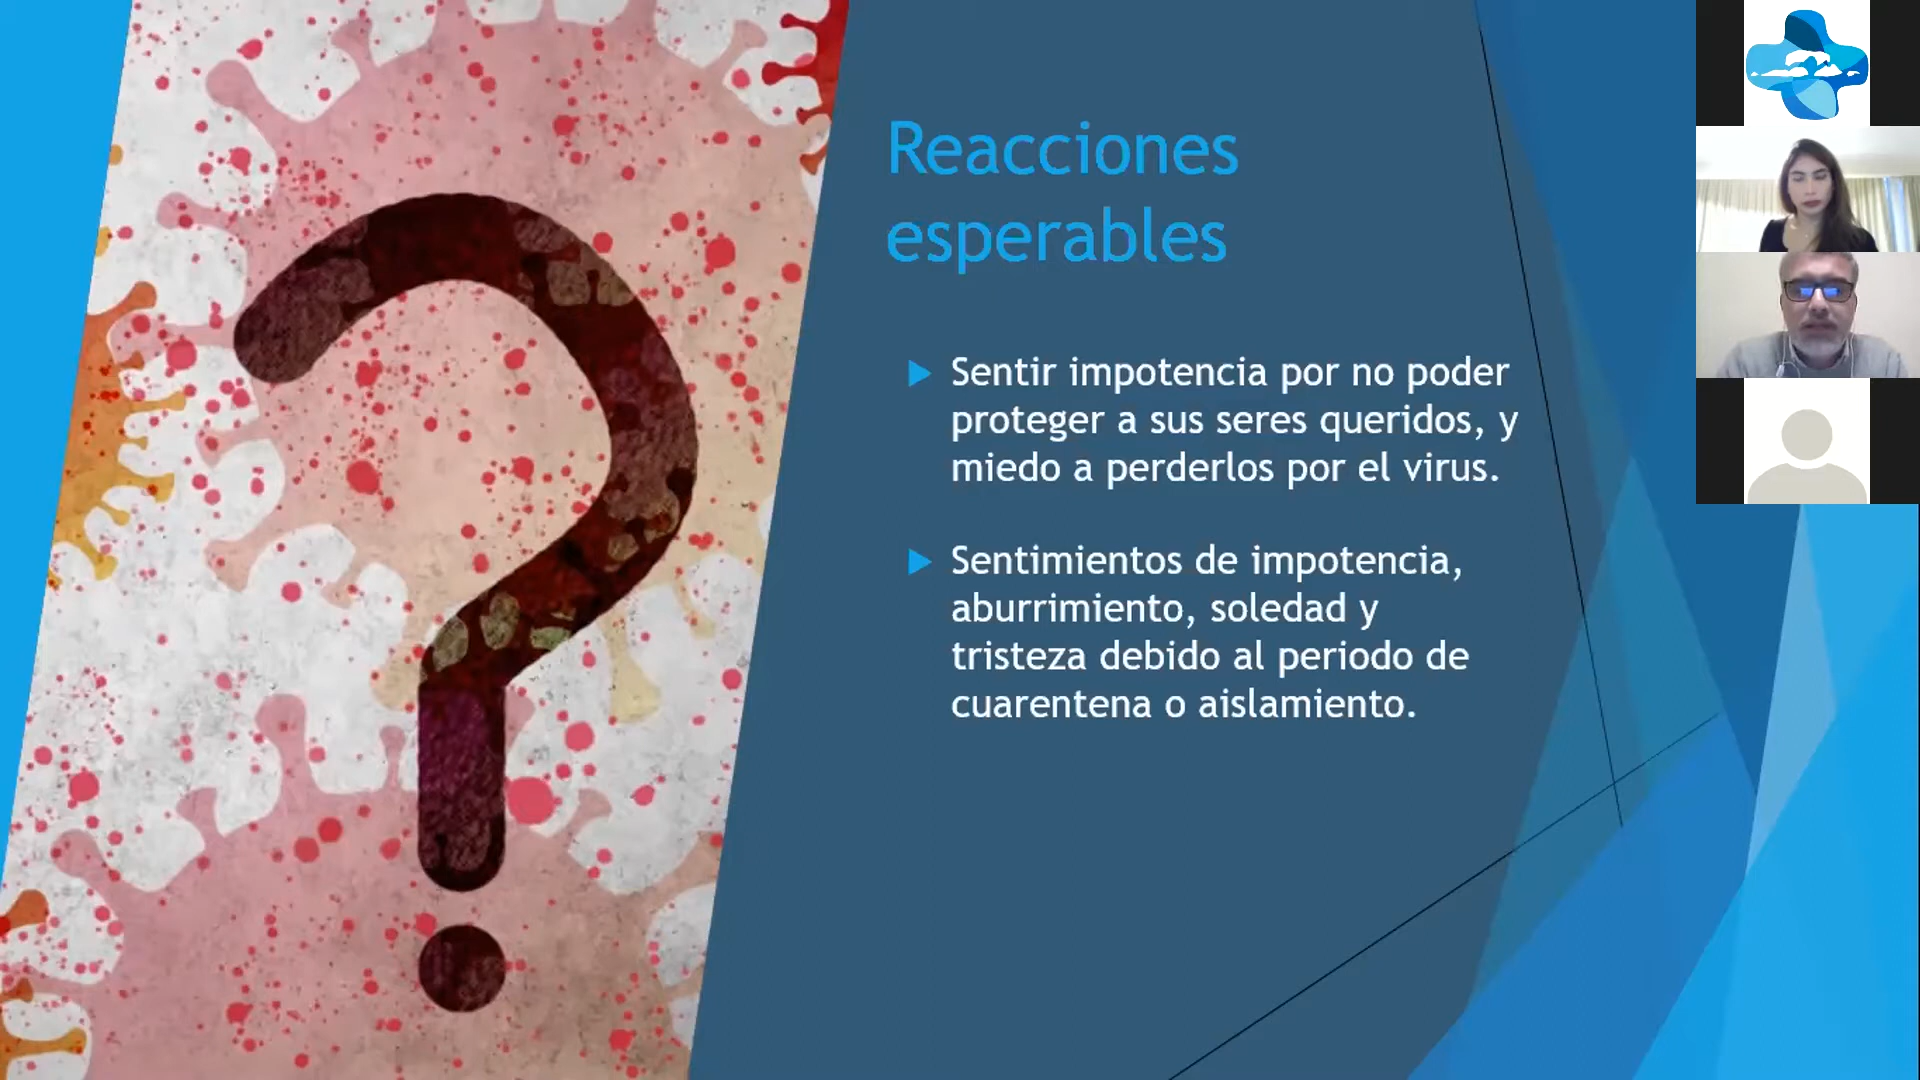 Reacciones
esperables
Sentir impotencia por no poder
proteger a sus seres queridos, y
miedo a perderlos por el virus.
Sentimientos de impotencia,
aburrimiento, soledad y
tristeza debido al periodo de
cuarentena o aislamiento.